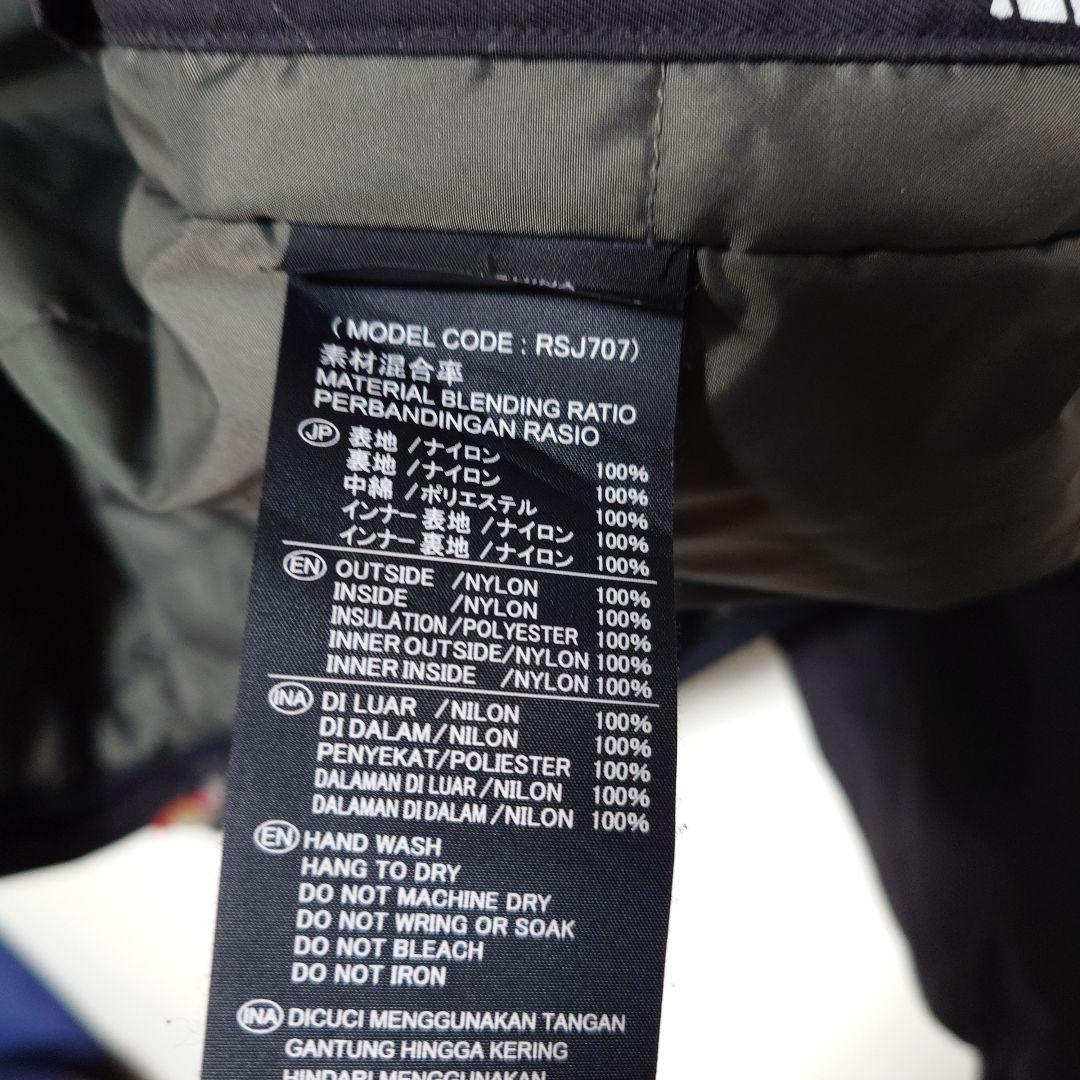 CHINA
( MODEL CODE : RSJ707)
素材混合率
MATERIAL BLENDING RATIO
PERBANDINGAN RASIO
JP 表地 /ナイロン 100%
裏地 /ナイロン 100%
中綿 /ポリエステル 100%
インナー 表地 /ナイロン 100%
インナー 裏地 /ナイロン 100%
EN OUTSIDE /NYLON 100%
INSIDE /NYLON 100%
INSULATION/POLYESTER 100%
INNER OUTSIDE/NYLON 100%
INNER INSIDE /NYLON 100%
INA DI LUAR /NILON 100%
DI DALAM /NILON 100%
PENYEKAT/POLIESTER 100%
DALAMAN DI LUAR /NILON 100%
DALAMAN DI DALAM /NILON 100%
EN HAND WASH
HANG TO DRY
DO NOT MACHINE DRY
DO NOT WRING OR SOAK
DO NOT BLEACH
DO NOT IRON
INA DICUCI MENGGUNAKAN TANGAN
GANTUNG HINGGA KERING
HINDARI MENGGUNAKAN